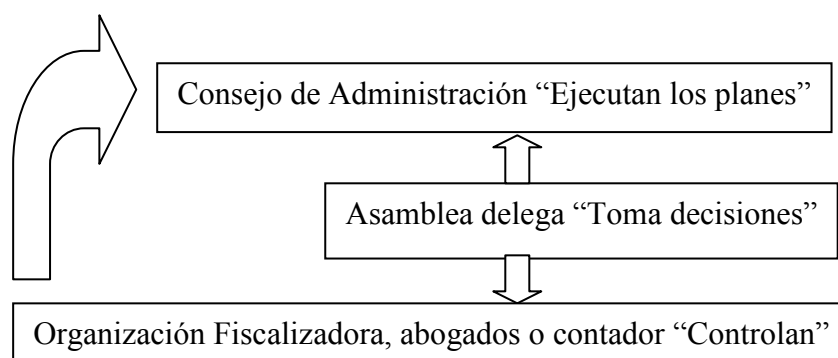 Consejo de Administración “Ejecutan los planes”
Asamblea delega “Toma decisiones”
Organización Fiscalizadora, abogados o contador “Controlan”